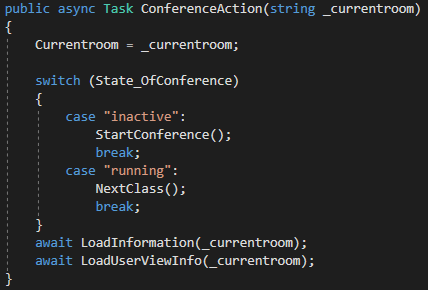 public async Task ConferenceAction(string _currentroom)
{
    Currentroom = _currentroom;

    switch (State_OfConference)
    {
        case "inactive":
            StartConference();
            break;
        case "running":
            NextClass();
            break;
    }
    await LoadInformation(_currentroom);
    await LoadUserViewInfo(_currentroom);
}